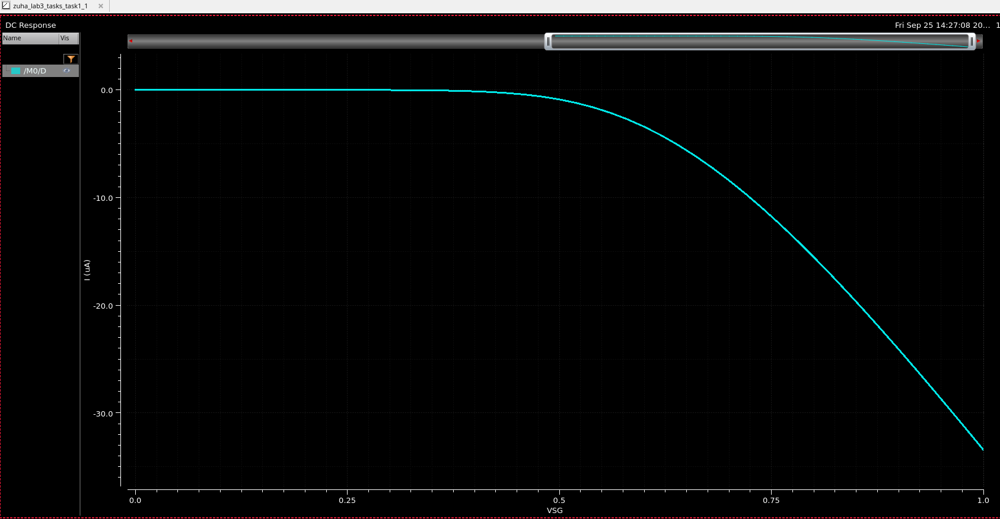 zuha_lab3_tasks_task1_1
DC Response
Fri Sep 25 14:27:08 20... 1
Name Vis
/M0/D
0.0
-10.0
-20.0
-30.0
I (uA)
0.0 0.25 0.5 0.75 1.0
VSG